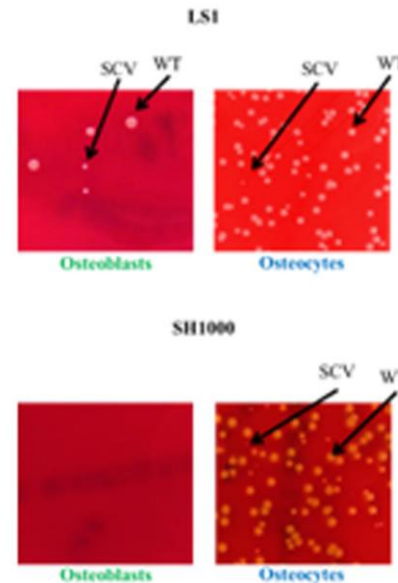 LS1
SCV WT SCV W
Osteoblasts Osteocytes
SH1000
SCV W
Osteoblasts Osteocytes